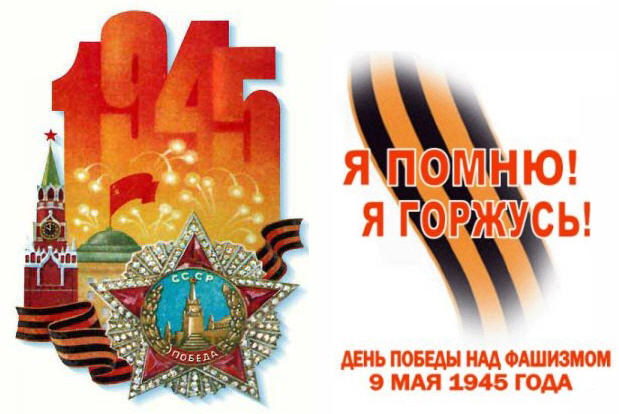 1945
СССР
ПОБЕДА
Я ПОМНЮ!
Я ГОРЖУСЬ!
ДЕНЬ ПОБЕДЫ НАД ФАШИЗМОМ
9 МАЯ 1945 ГОДА